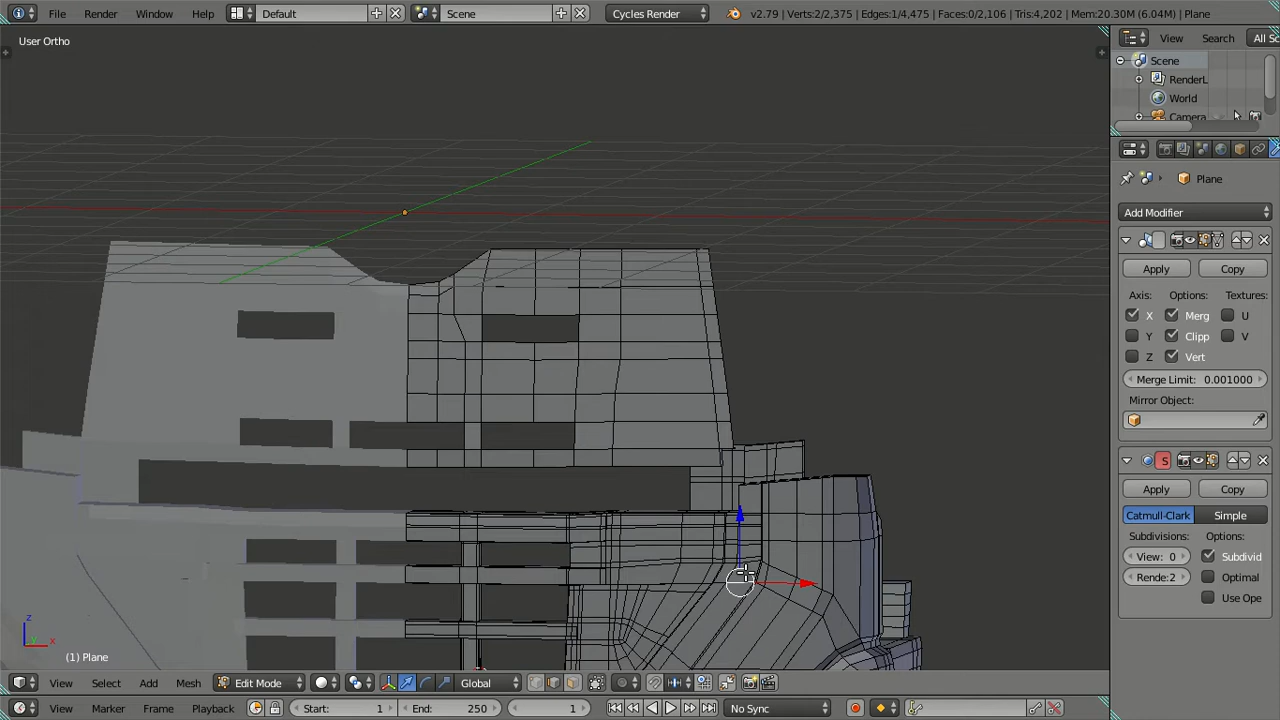 File Render Window Help Default Scene Cycles Render v2.79 | Verts:2/2,375 | Edges:1/4,475 | Faces:0/2,106 | Tris:4,202 | Mem:20.30M (6.04M) | Plane
User Ortho
View Search All Sc
Scene
RenderL
World
Camera
Plane
Add Modifier
Apply Copy
Axis: Options: Textures:
X Merg U
Y Clipp V
Z Vert
Merge Limit: 0.001000
Mirror Object:
S
Apply Copy
Catmull-Clark Simple
Subdivisions: Options:
View: 0 Subdivid
Rende:2 Optimal
Use Ope
z
y x
(1) Plane
View Select Add Mesh Edit Mode Global
View Marker Frame Playback Start: 1 End: 250 1 No Sync